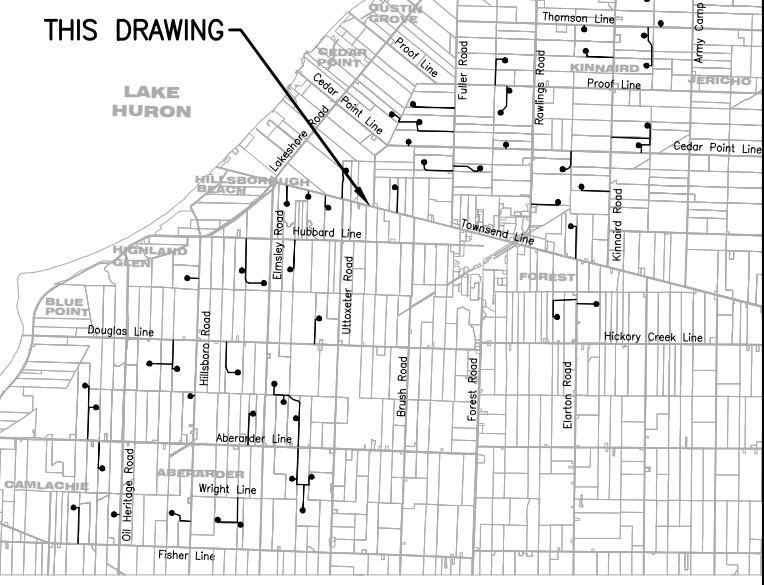 GUSTIN
GROVE
Thomson Line
Army Camp
THIS DRAWING
Proof Line
CEDAR
POINT
Fuller Road
Rawlings Road
KINNAIRD
JERICHO
Proof Line
LAKE
HURON
Cedar Point Line
Lakeshore Road
Cedar Point Line
HILLSBOROUGH
BEACH
Kinnaird Road
Elmsley Road
Hubbard Line
Townsend Line
HIGHLAND
GLEN
Uttoxeter Road
FOREST
BLUE
POINT
Douglas Line
Hillsboro Road
Hickory Creek Line
Brush Road
Forest Road
Elarton Road
Aberarder Line
Oil Heritage Road
ABERARDER
CAMLACHIE
Wright Line
Fisher Line